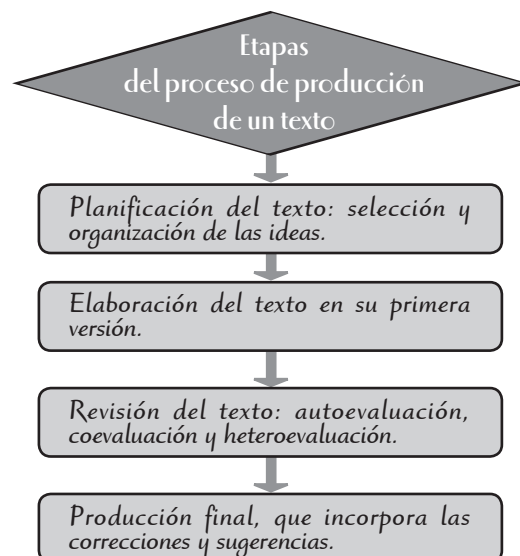 Etapas
del proceso de producción
de un texto
Planificación del texto: selección y
organización de las ideas.
Elaboración del texto en su primera
versión.
Revisión del texto: autoevaluación,
coevaluación y heteroevaluación.
Producción final, que incorpora las
correcciones y sugerencias.